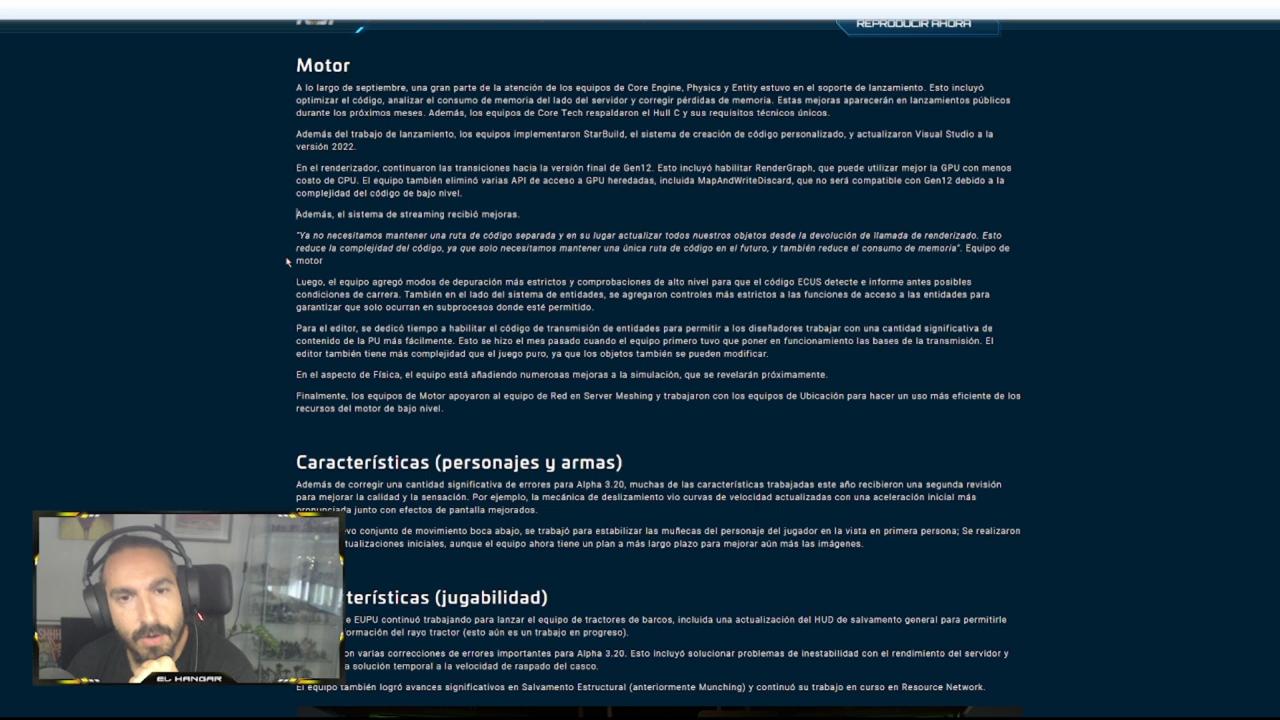 REPRODUCIR AHORA
Motor
A lo largo de septiembre, una gran parte de la atención de los equipos de Core Engine, Physics y Entity estuvo en el soporte de lanzamiento. Esto incluyó
optimizar el código, analizar el consumo de memoria del lado del servidor y corregir pérdidas de memoria. Estas mejoras aparecerán en lanzamientos públicos
durante los próximos meses. Además, los equipos de Core Tech respaldaron el Hull C y sus requisitos técnicos únicos.
Además del trabajo de lanzamiento, los equipos implementaron StarBuild, el sistema de creación de código personalizado, y actualizaron Visual Studio a la
versión 2022.
En el renderizador, continuaron las transiciones hacia la versión final de Gen12. Esto incluyó habilitar RenderGraph, que puede utilizar mejor la GPU con menos
costo de CPU. El equipo también eliminó varias API de acceso a GPU heredadas, incluida MapAndWriteDiscard, que no será compatible con Gen12 debido a la
complejidad del código de bajo nivel.
Además, el sistema de streaming recibió mejoras.
"Ya no necesitamos mantener una ruta de código separada y en su lugar actualizar todos nuestros objetos desde la devolución de llamada de renderizado. Esto
reduce la complejidad del código, ya que solo necesitamos mantener una única ruta de código en el futuro, y también reduce el consumo de memoria". Equipo de
motor
Luego, el equipo agregó modos de depuración más estrictos y comprobaciones de alto nivel para que el código ECUS detecte e informe antes posibles
condiciones de carrera. También en el lado del sistema de entidades, se agregaron controles más estrictos a las funciones de acceso a las entidades para
garantizar que solo ocurran en subprocesos donde esté permitido.
Para el editor, se dedicó tiempo a habilitar el código de transmisión de entidades para permitir a los diseñadores trabajar con una cantidad significativa de
contenido de la PU más fácilmente. Esto se hizo el mes pasado cuando el equipo primero tuvo que poner en funcionamiento las bases de la transmisión. El
editor también tiene más complejidad que el juego puro, ya que los objetos también se pueden modificar.
En el aspecto de Física, el equipo está añadiendo numerosas mejoras a la simulación, que se revelarán próximamente.
Finalmente, los equipos de Motor apoyaron al equipo de Red en Server Meshing y trabajaron con los equipos de Ubicación para hacer un uso más eficiente de los
recursos del motor de bajo nivel.
Características (personajes y armas)
Además de corregir una cantidad significativa de errores para Alpha 3.20, muchas de las características trabajadas este año recibieron una segunda revisión
para mejorar la calidad y la sensación. Por ejemplo, la mecánica de deslizamiento vio curvas de velocidad actualizadas con una aceleración inicial más
pronunciada junto con efectos de pantalla mejorados.
evo conjunto de movimiento boca abajo, se trabajó para estabilizar las muñecas del personaje del jugador en la vista en primera persona; Se realizaron
tualizaciones iniciales, aunque el equipo ahora tiene un plan a más largo plazo para mejorar aún más las imágenes.
terísticas (jugabilidad)
e EUPU continuó trabajando para lanzar el equipo de tractores de barcos, incluida una actualización del HUD de salvamento general para permitirle
ormación del rayo tractor (esto aún es un trabajo en progreso).
on varias correcciones de errores importantes para Alpha 3.20. Esto incluyó solucionar problemas de inestabilidad con el rendimiento del servidor y
a solución temporal a la velocidad de raspado del casco.
El equipo también logró avances significativos en Salvamento Estructural (anteriormente Munching) y continuó su trabajo en curso en Resource Network.
EL HANGAR